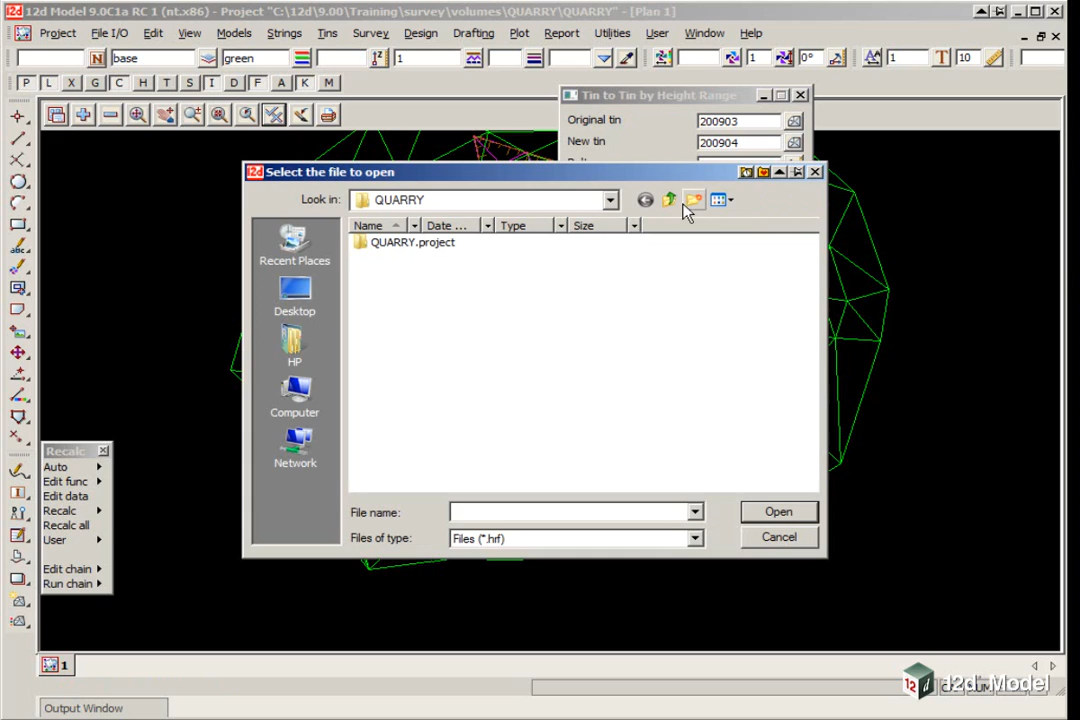 12d Model 9.0C1a RC 1 (nt.x86) - Project "C:\12d\9.00\Training\survey\volumes\QUARRY\QUARRY" - [Plan 1]
Project File I/O Edit View Models Strings Tins Survey Design Drafting Plot Report Utilities User Window Help
N base green 1 1 0° 1 T 10
P L X G C H T S I D F A K M
Tin to Tin by Height Range
Original tin 200903
New tin 200904
Select the file to open
Look in: QUARRY
Name Date ... Type Size
QUARRY.project
Recent Places
Desktop
HP
Computer
Network
File name: Open
Files of type: Files (*.hrf) Cancel
Recalc
Auto
Edit func
Edit data
Recalc
Recalc all
User
Edit chain
Run chain
1
12d Model
Output Window